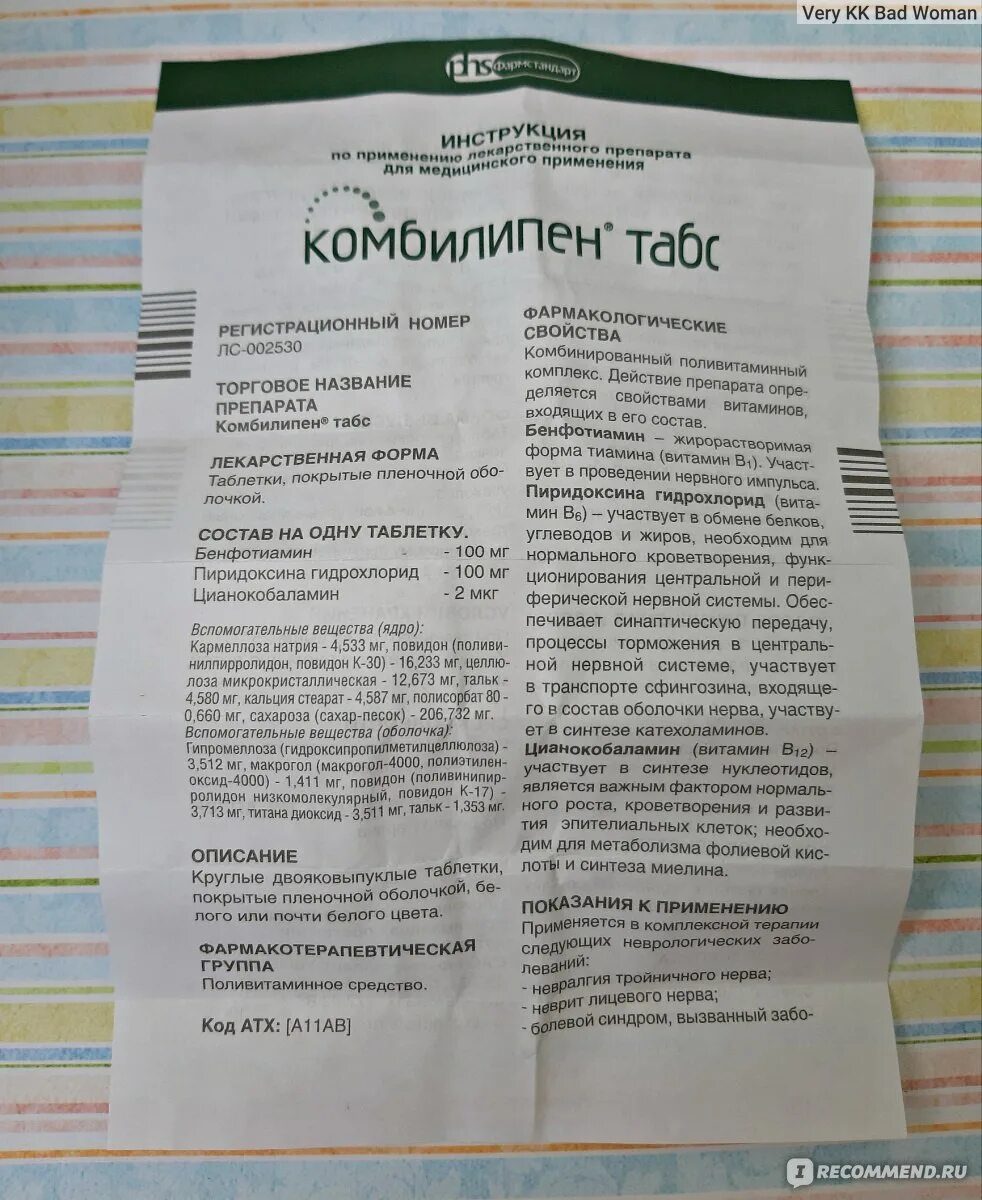 Very KK Bad Woman
phs фармстандарт
ИНСТРУКЦИЯ
по применению лекарственного препарата
для медицинского применения
комбилипен® табс
РЕГИСТРАЦИОННЫЙ НОМЕР
ЛС-002530
ТОРГОВОЕ НАЗВАНИЕ
ПРЕПАРАТА
Комбилипен® табс
ЛЕКАРСТВЕННАЯ ФОРМА
Таблетки, покрытые пленочной обо-
лочкой.
СОСТАВ НА ОДНУ ТАБЛЕТКУ.
Бенфотиамин - 100 мг
Пиридоксина гидрохлорид - 100 мг
Цианокобаламин - 2 мкг
Вспомогательные вещества (ядро):
Кармеллоза натрия - 4,533 мг, повидон (поливи-
нилпирролидон, повидон К-30) - 16,233 мг, целлю-
лоза микрокристаллическая - 12,673 мг, тальк -
4,580 мг, кальция стеарат - 4,587 мг, полисорбат 80 -
0,660 мг, сахароза (сахар-песок) - 206,732 мг.
Вспомогательные вещества (оболочка):
Гипромеллоза (гидроксипропилметилцеллюлоза) -
3,512 мг, макрогол (макрогол-4000, полиэтилен-
оксид-4000) - 1,411 мг, повидон (поливинипир-
ролидон низкомолекулярный, повидон К-17) -
3,713 мг, титана диоксид - 3,511 мг, тальк - 1,353 мг.
ОПИСАНИЕ
Круглые двояковыпуклые таблетки,
покрытые пленочной оболочкой, бе-
лого или почти белого цвета.
ФАРМАКОТЕРАПЕВТИЧЕСКАЯ
ГРУППА
Поливитаминное средство.
Код АТХ: [A11AB]
ФАРМАКОЛОГИЧЕСКИЕ
СВОЙСТВА
Комбинированный поливитаминный
комплекс. Действие препарата опре-
деляется свойствами витаминов,
входящих в его состав.
Бенфотиамин – жирорастворимая
форма тиамина (витамин B₁). Участ-
вует в проведении нервного импульса.
Пиридоксина гидрохлорид (вита-
мин B₆) – участвует в обмене белков,
углеводов и жиров, необходим для
нормального кроветворения, функ-
ционирования центральной и пери-
ферической нервной системы. Обес-
печивает синаптическую передачу,
процессы торможения в централь-
ной нервной системе, участвует
в транспорте сфингозина, входяще-
го в состав оболочки нерва, участву-
ет в синтезе катехоламинов.
Цианокобаламин (витамин B₁₂) –
участвует в синтезе нуклеотидов,
является важным фактором нормаль-
ного роста, кроветворения и разви-
тия эпителиальных клеток; необхо-
дим для метаболизма фолиевой кис-
лоты и синтеза миелина.
ПОКАЗАНИЯ К ПРИМЕНЕНИЮ
Применяется в комплексной терапии
следующих неврологических забо-
леваний:
- невралгия тройничного нерва;
- неврит лицевого нерва;
- болевой синдром, вызванный забо-
IRECOMMEND.RU